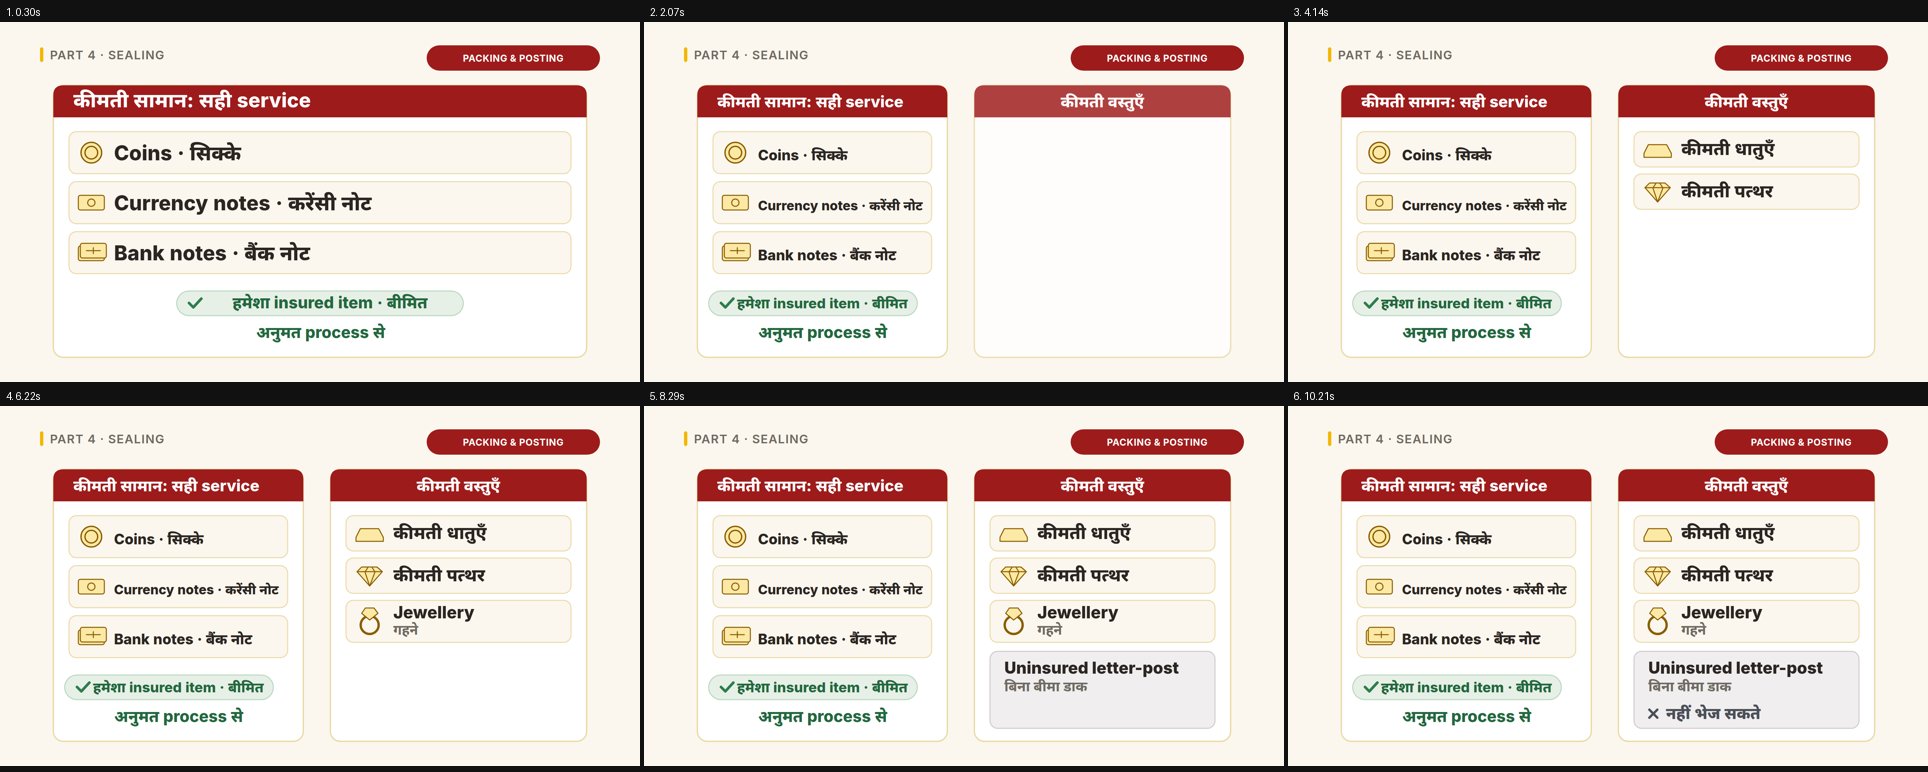 1. 0.30s
PART 4 · SEALING
PACKING & POSTING
कीमती सामान: सही service
Coins · सिक्के
Currency notes · करेंसी नोट
Bank notes · बैंक नोट
हमेशा insured item · बीमित
अनुमत process से
2. 2.07s
PART 4 · SEALING
PACKING & POSTING
कीमती सामान: सही service
Coins · सिक्के
Currency notes · करेंसी नोट
Bank notes · बैंक नोट
हमेशा insured item · बीमित
अनुमत process से
कीमती वस्तुएँ
3. 4.14s
PART 4 · SEALING
PACKING & POSTING
कीमती सामान: सही service
Coins · सिक्के
Currency notes · करेंसी नोट
Bank notes · बैंक नोट
हमेशा insured item · बीमित
अनुमत process से
कीमती वस्तुएँ
कीमती धातुएँ
कीमती पत्थर
4. 6.22s
PART 4 · SEALING
PACKING & POSTING
कीमती सामान: सही service
Coins · सिक्के
Currency notes · करेंसी नोट
Bank notes · बैंक नोट
हमेशा insured item · बीमित
अनुमत process से
कीमती वस्तुएँ
कीमती धातुएँ
कीमती पत्थर
Jewellery
गहने
5. 8.29s
PART 4 · SEALING
PACKING & POSTING
कीमती सामान: सही service
Coins · सिक्के
Currency notes · करेंसी नोट
Bank notes · बैंक नोट
हमेशा insured item · बीमित
अनुमत process से
कीमती वस्तुएँ
कीमती धातुएँ
कीमती पत्थर
Jewellery
गहने
Uninsured letter-post
बिना बीमा डाक
6. 10.21s
PART 4 · SEALING
PACKING & POSTING
कीमती सामान: सही service
Coins · सिक्के
Currency notes · करेंसी नोट
Bank notes · बैंक नोट
हमेशा insured item · बीमित
अनुमत process से
कीमती वस्तुएँ
कीमती धातुएँ
कीमती पत्थर
Jewellery
गहने
Uninsured letter-post
बिना बीमा डाक
✕ नहीं भेज सकते